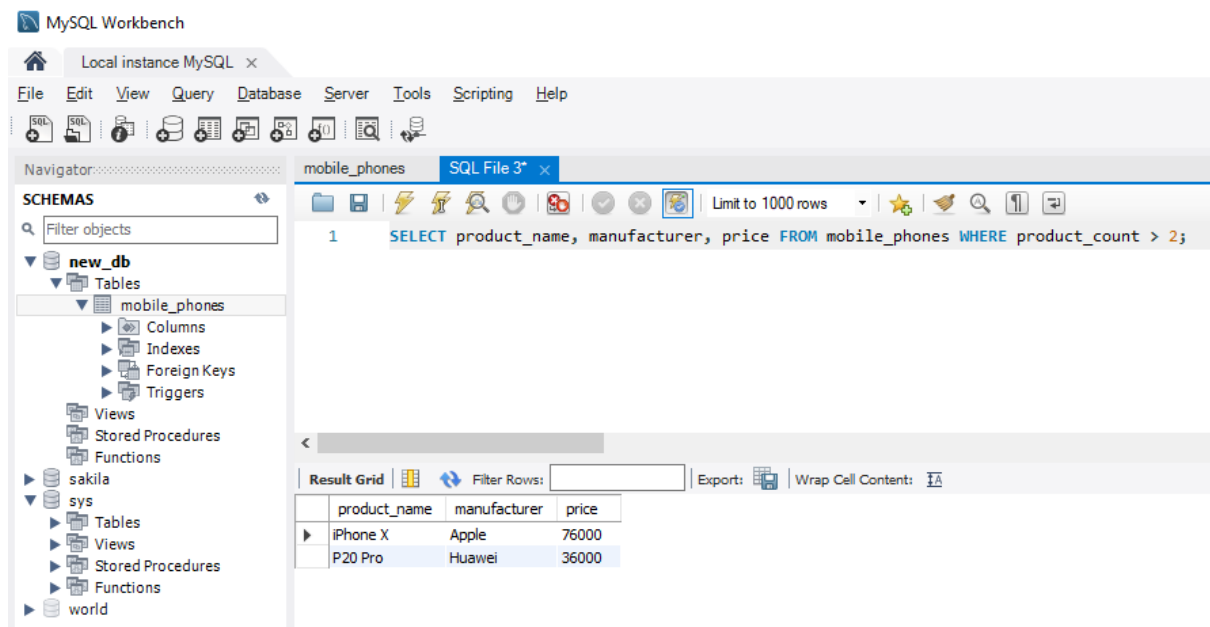 MySQL Workbench
Local instance MySQL ×
File Edit View Query Database Server Tools Scripting Help
Navigator
mobile_phones SQL File 3* ×
SCHEMAS
Limit to 1000 rows
Filter objects
1 SELECT product_name, manufacturer, price FROM mobile_phones WHERE product_count > 2;
new_db
Tables
mobile_phones
Columns
Indexes
Foreign Keys
Triggers
Views
Stored Procedures
Functions
sakila
sys
Tables
Views
Stored Procedures
Functions
world
Result Grid Filter Rows: Export: Wrap Cell Content:
product_name manufacturer price
iPhone X Apple 76000
P20 Pro Huawei 36000